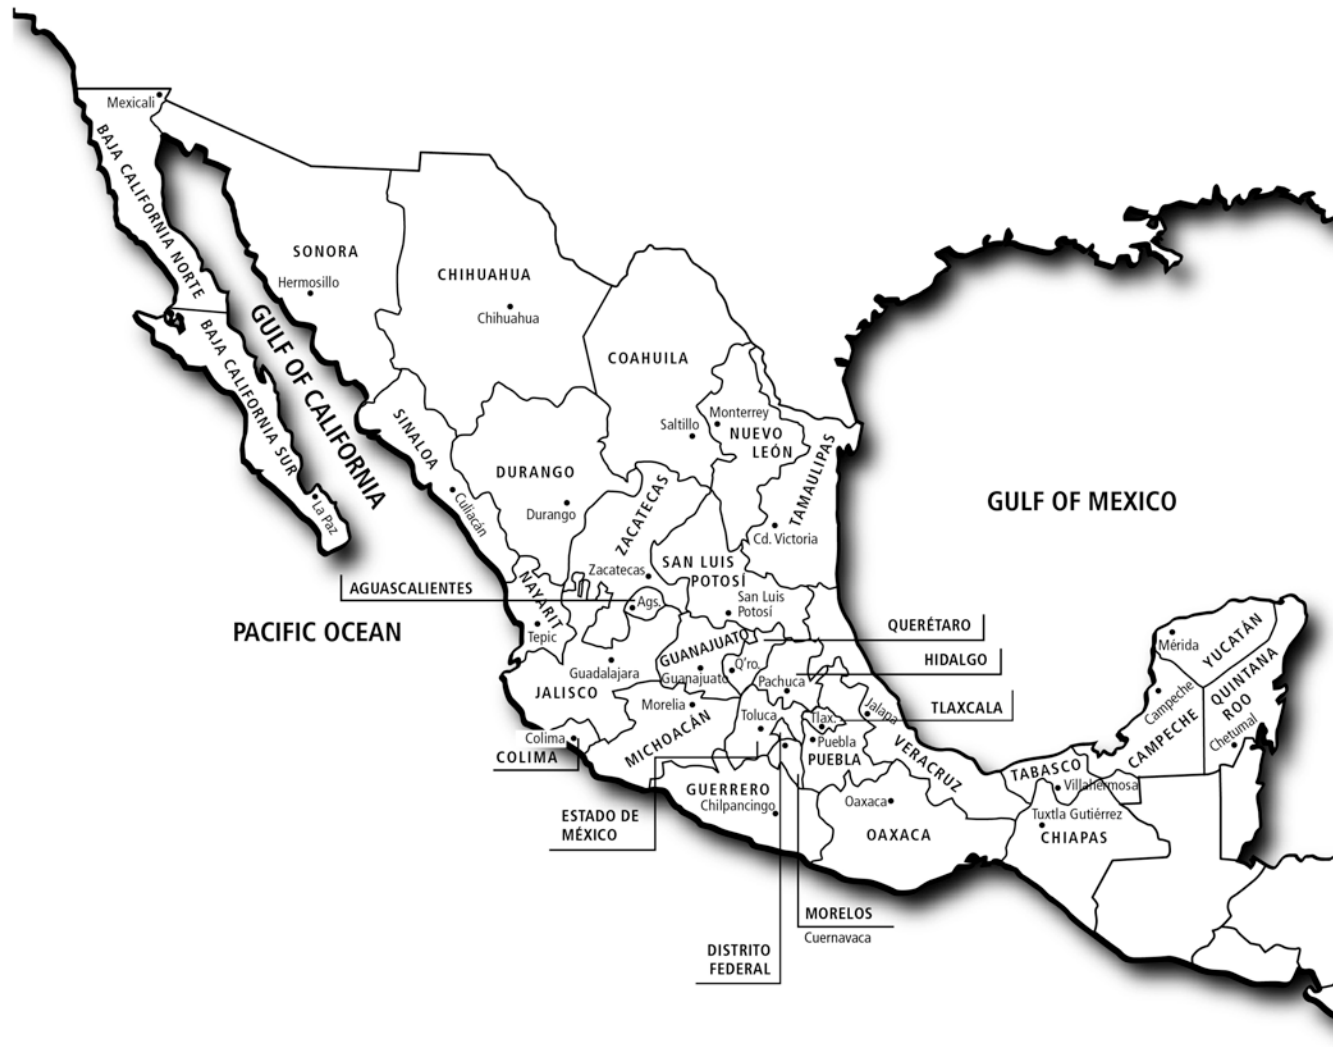 Mexicali
BAJA CALIFORNIA NORTE
SONORA
Hermosillo
CHIHUAHUA
Chihuahua
GULF OF CALIFORNIA
BAJA CALIFORNIA SUR
La Paz
COAHUILA
Saltillo
Monterrey
NUEVO
LEÓN
SINALOA
Culiacán
DURANGO
Durango
ZACATECAS
Zacatecas
TAMAULIPAS
Cd. Victoria
GULF OF MEXICO
SAN LUIS
POTOSÍ
San Luis
Potosí
AGUASCALIENTES
Ags.
NAYARIT
Tepic
PACIFIC OCEAN
QUERÉTARO
HIDALGO
TLAXCALA
GUANAJUATO
Guanajuato
Q'ro.
Pachuca
Guadalajara
JALISCO
Morelia
MICHOACÁN
Toluca
Tlax.
Jalapa
Puebla
PUEBLA
VERACRUZ
Colima
COLIMA
GUERRERO
Chilpancingo
ESTADO DE
MÉXICO
Oaxaca
OAXACA
MORELOS
Cuernavaca
DISTRITO
FEDERAL
Mérida
YUCATÁN
Campeche
CAMPECHE
QUINTANA
ROO
Chetumal
TABASCO
Villahermosa
Tuxtla Gutiérrez
CHIAPAS